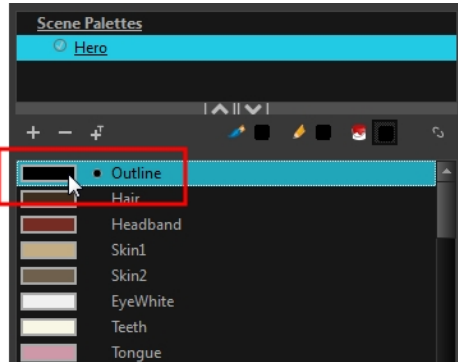 Scene Palettes
Hero
Outline
Hair
Headband
Skin1
Skin2
EyeWhite
Teeth
Tongue